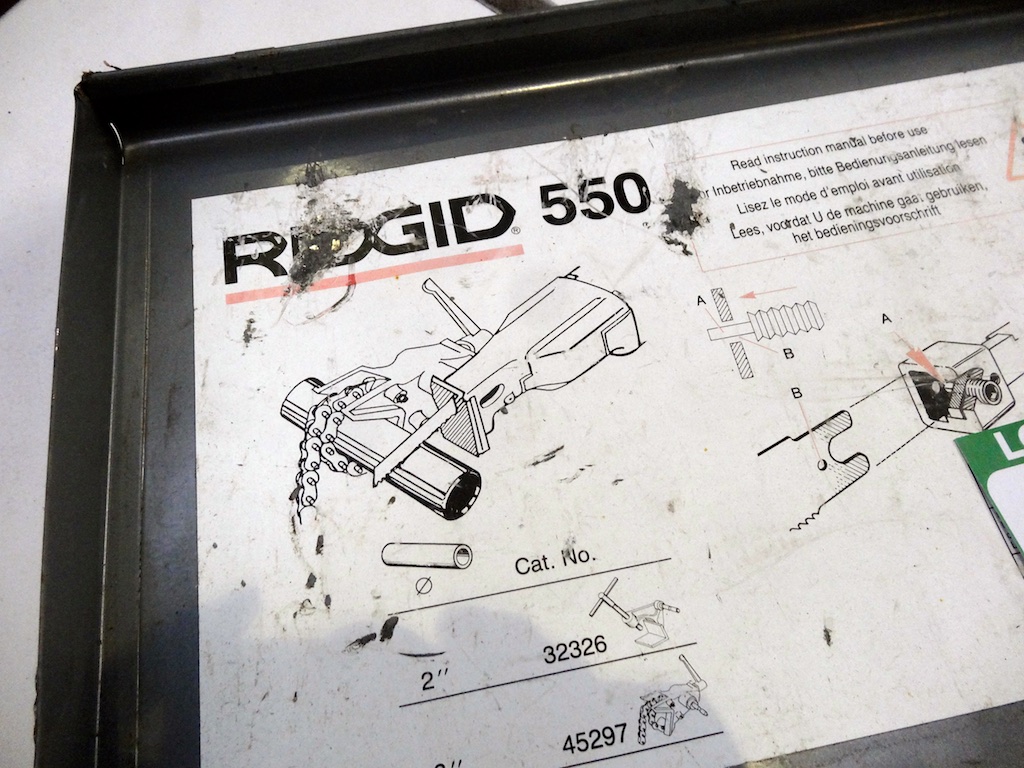 RIDGID® 550
Read instruction manual before use
r Inbetriebnahme, bitte Bedienungsanleitung lesen
Lisez le mode d'emploi avant utilisation
Lees, voordat U de machine gaat gebruiken,
het bedieningsvoorschrift
A
B
B
A
LO
Ø
Cat. No.
2"
32326
45297